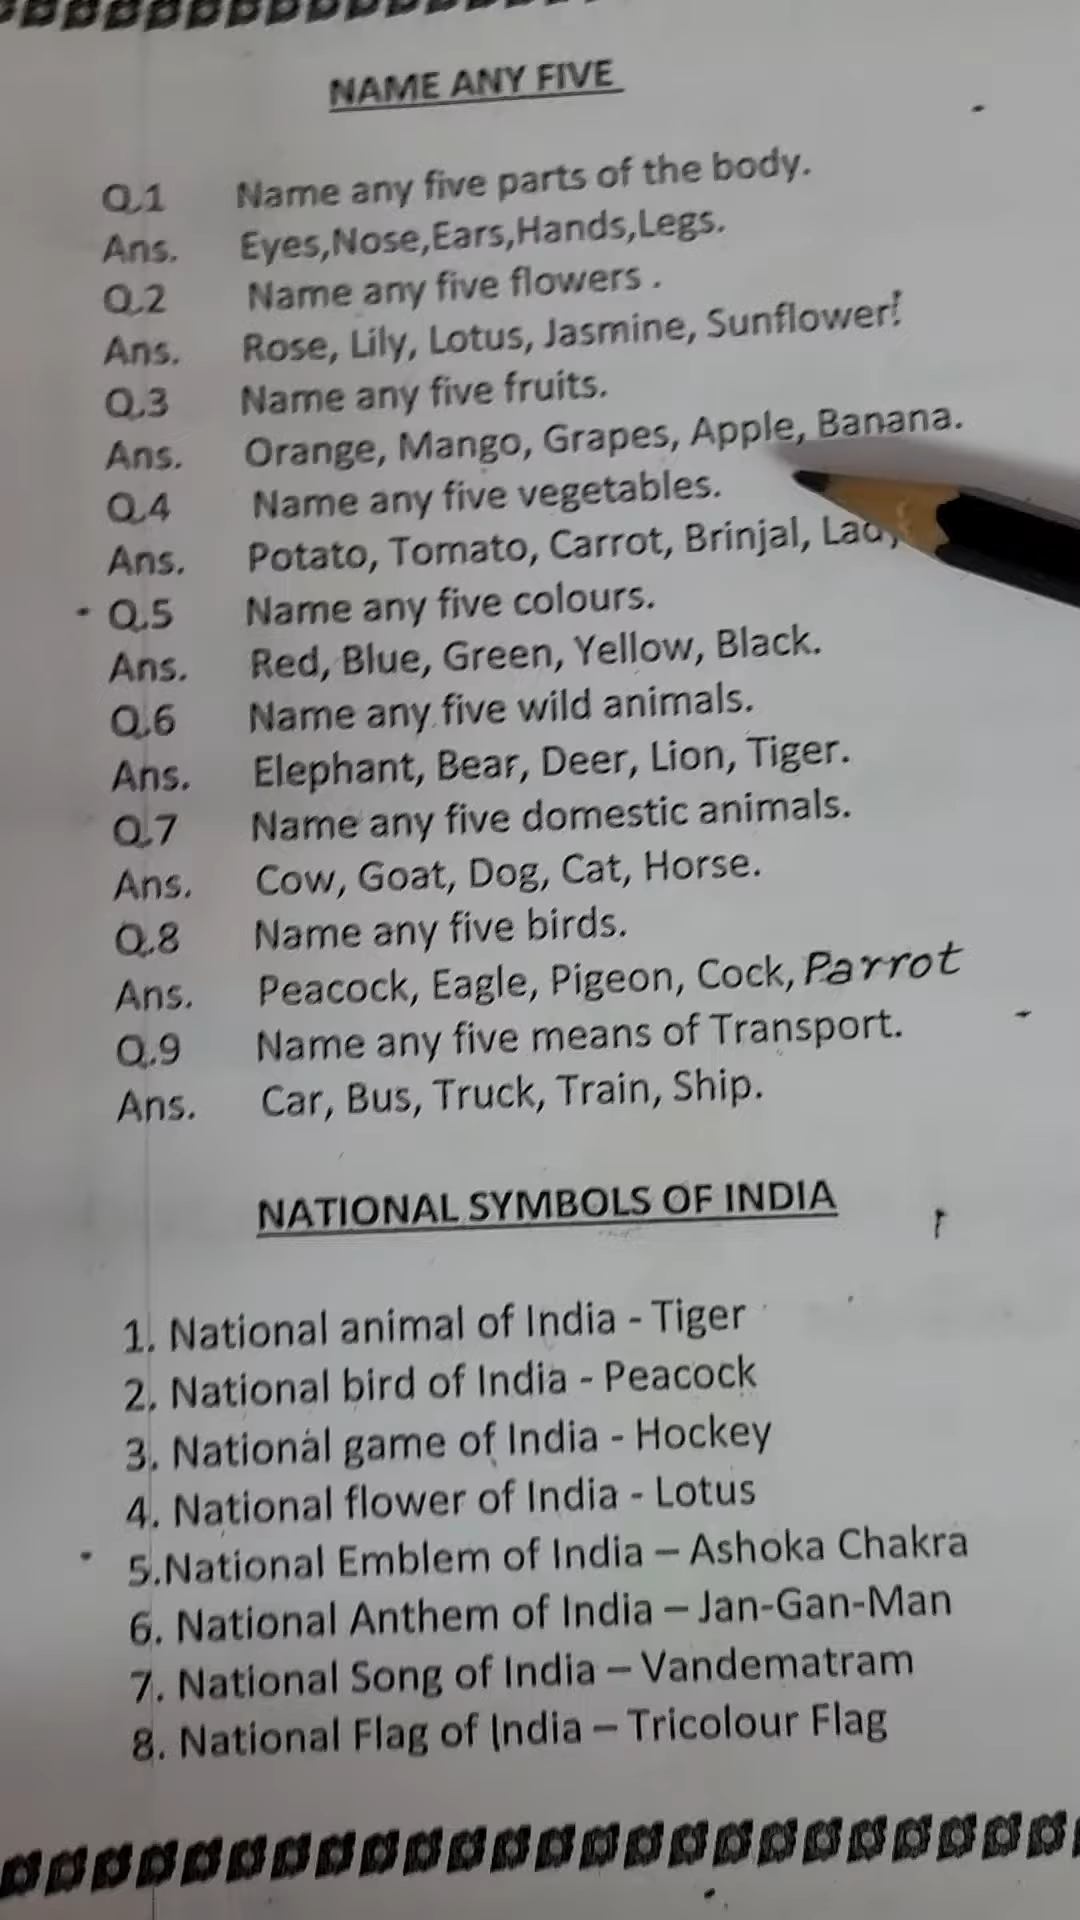 NAME ANY FIVE
Q.1 Name any five parts of the body.
Ans. Eyes,Nose,Ears,Hands,Legs.
Q.2 Name any five flowers .
Ans. Rose, Lily, Lotus, Jasmine, Sunflower.
Q.3 Name any five fruits.
Ans. Orange, Mango, Grapes, Apple, Banana.
Q.4 Name any five vegetables.
Ans. Potato, Tomato, Carrot, Brinjal,
Q.5 Name any five colours.
Ans. Red, Blue, Green, Yellow, Black.
Q.6 Name any five wild animals.
Ans. Elephant, Bear, Deer, Lion, Tiger.
Q.7 Name any five domestic animals.
Ans. Cow, Goat, Dog, Cat, Horse.
Q.8 Name any five birds.
Ans. Peacock, Eagle, Pigeon, Cock, Parrot
Q.9 Name any five means of Transport.
Ans. Car, Bus, Truck, Train, Ship.
NATIONAL SYMBOLS OF INDIA
1. National animal of India - Tiger
2. National bird of India - Peacock
3. National game of India - Hockey
4. National flower of India - Lotus
5.National Emblem of India – Ashoka Chakra
6. National Anthem of India – Jan-Gan-Man
7. National Song of India – Vandematram
8. National Flag of India – Tricolour Flag